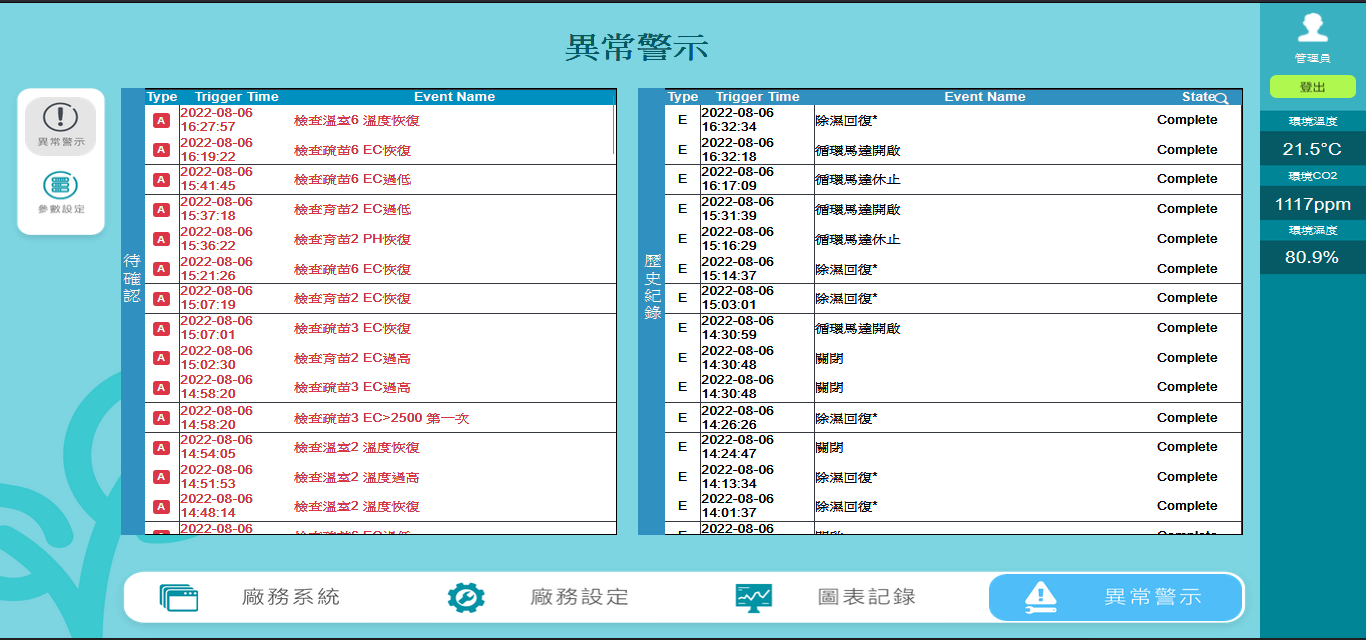 異常警示
管理員
登出
環境溫度
21.5°C
環境CO2
1117ppm
環境濕度
80.9%
異常警示
參數設定
待確認
Type Trigger Time Event Name
A 2022-08-06 16:27:57 檢查溫室6 溫度恢復
A 2022-08-06 16:19:22 檢查疏苗6 EC恢復
A 2022-08-06 15:41:45 檢查疏苗6 EC過低
A 2022-08-06 15:37:18 檢查育苗2 EC過低
A 2022-08-06 15:36:22 檢查育苗2 PH恢復
A 2022-08-06 15:21:26 檢查疏苗6 EC恢復
A 2022-08-06 15:07:19 檢查育苗2 EC恢復
A 2022-08-06 15:07:01 檢查疏苗3 EC恢復
A 2022-08-06 15:02:30 檢查育苗2 EC過高
A 2022-08-06 14:58:20 檢查疏苗3 EC過高
A 2022-08-06 14:58:20 檢查疏苗3 EC>2500 第一次
A 2022-08-06 14:54:05 檢查溫室2 溫度恢復
A 2022-08-06 14:51:53 檢查溫室2 溫度過高
A 2022-08-06 14:48:14 檢查溫室2 溫度恢復
2022-08-06
歷史紀錄
Type Trigger Time Event Name State
E 2022-08-06 16:32:34 除濕回復* Complete
E 2022-08-06 16:32:18 循環馬達開啟 Complete
E 2022-08-06 16:17:09 循環馬達休止 Complete
E 2022-08-06 15:31:39 循環馬達開啟 Complete
E 2022-08-06 15:16:29 循環馬達休止 Complete
E 2022-08-06 15:14:37 除濕回復* Complete
E 2022-08-06 15:03:01 除濕回復* Complete
E 2022-08-06 14:30:59 循環馬達開啟 Complete
E 2022-08-06 14:30:48 關閉 Complete
E 2022-08-06 14:30:48 關閉 Complete
E 2022-08-06 14:26:26 除濕回復* Complete
E 2022-08-06 14:24:47 關閉 Complete
E 2022-08-06 14:13:34 除濕回復* Complete
E 2022-08-06 14:01:37 除濕回復* Complete
2022-08-06
廠務系統
廠務設定
圖表記錄
異常警示